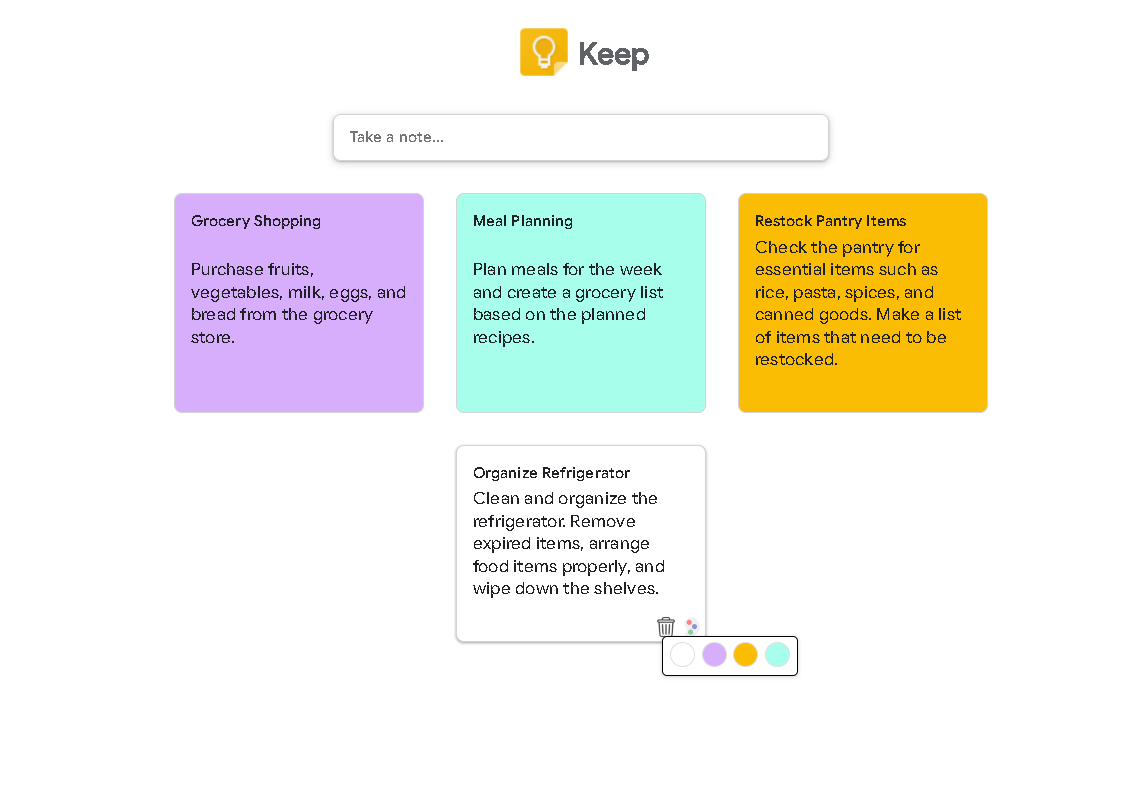 Keep
Take a note...
Grocery Shopping
Purchase fruits,
vegetables, milk, eggs, and
bread from the grocery
store.
Meal Planning
Plan meals for the week
and create a grocery list
based on the planned
recipes.
Restock Pantry Items
Check the pantry for
essential items such as
rice, pasta, spices, and
canned goods. Make a list
of items that need to be
restocked.
Organize Refrigerator
Clean and organize the
refrigerator. Remove
expired items, arrange
food items properly, and
wipe down the shelves.